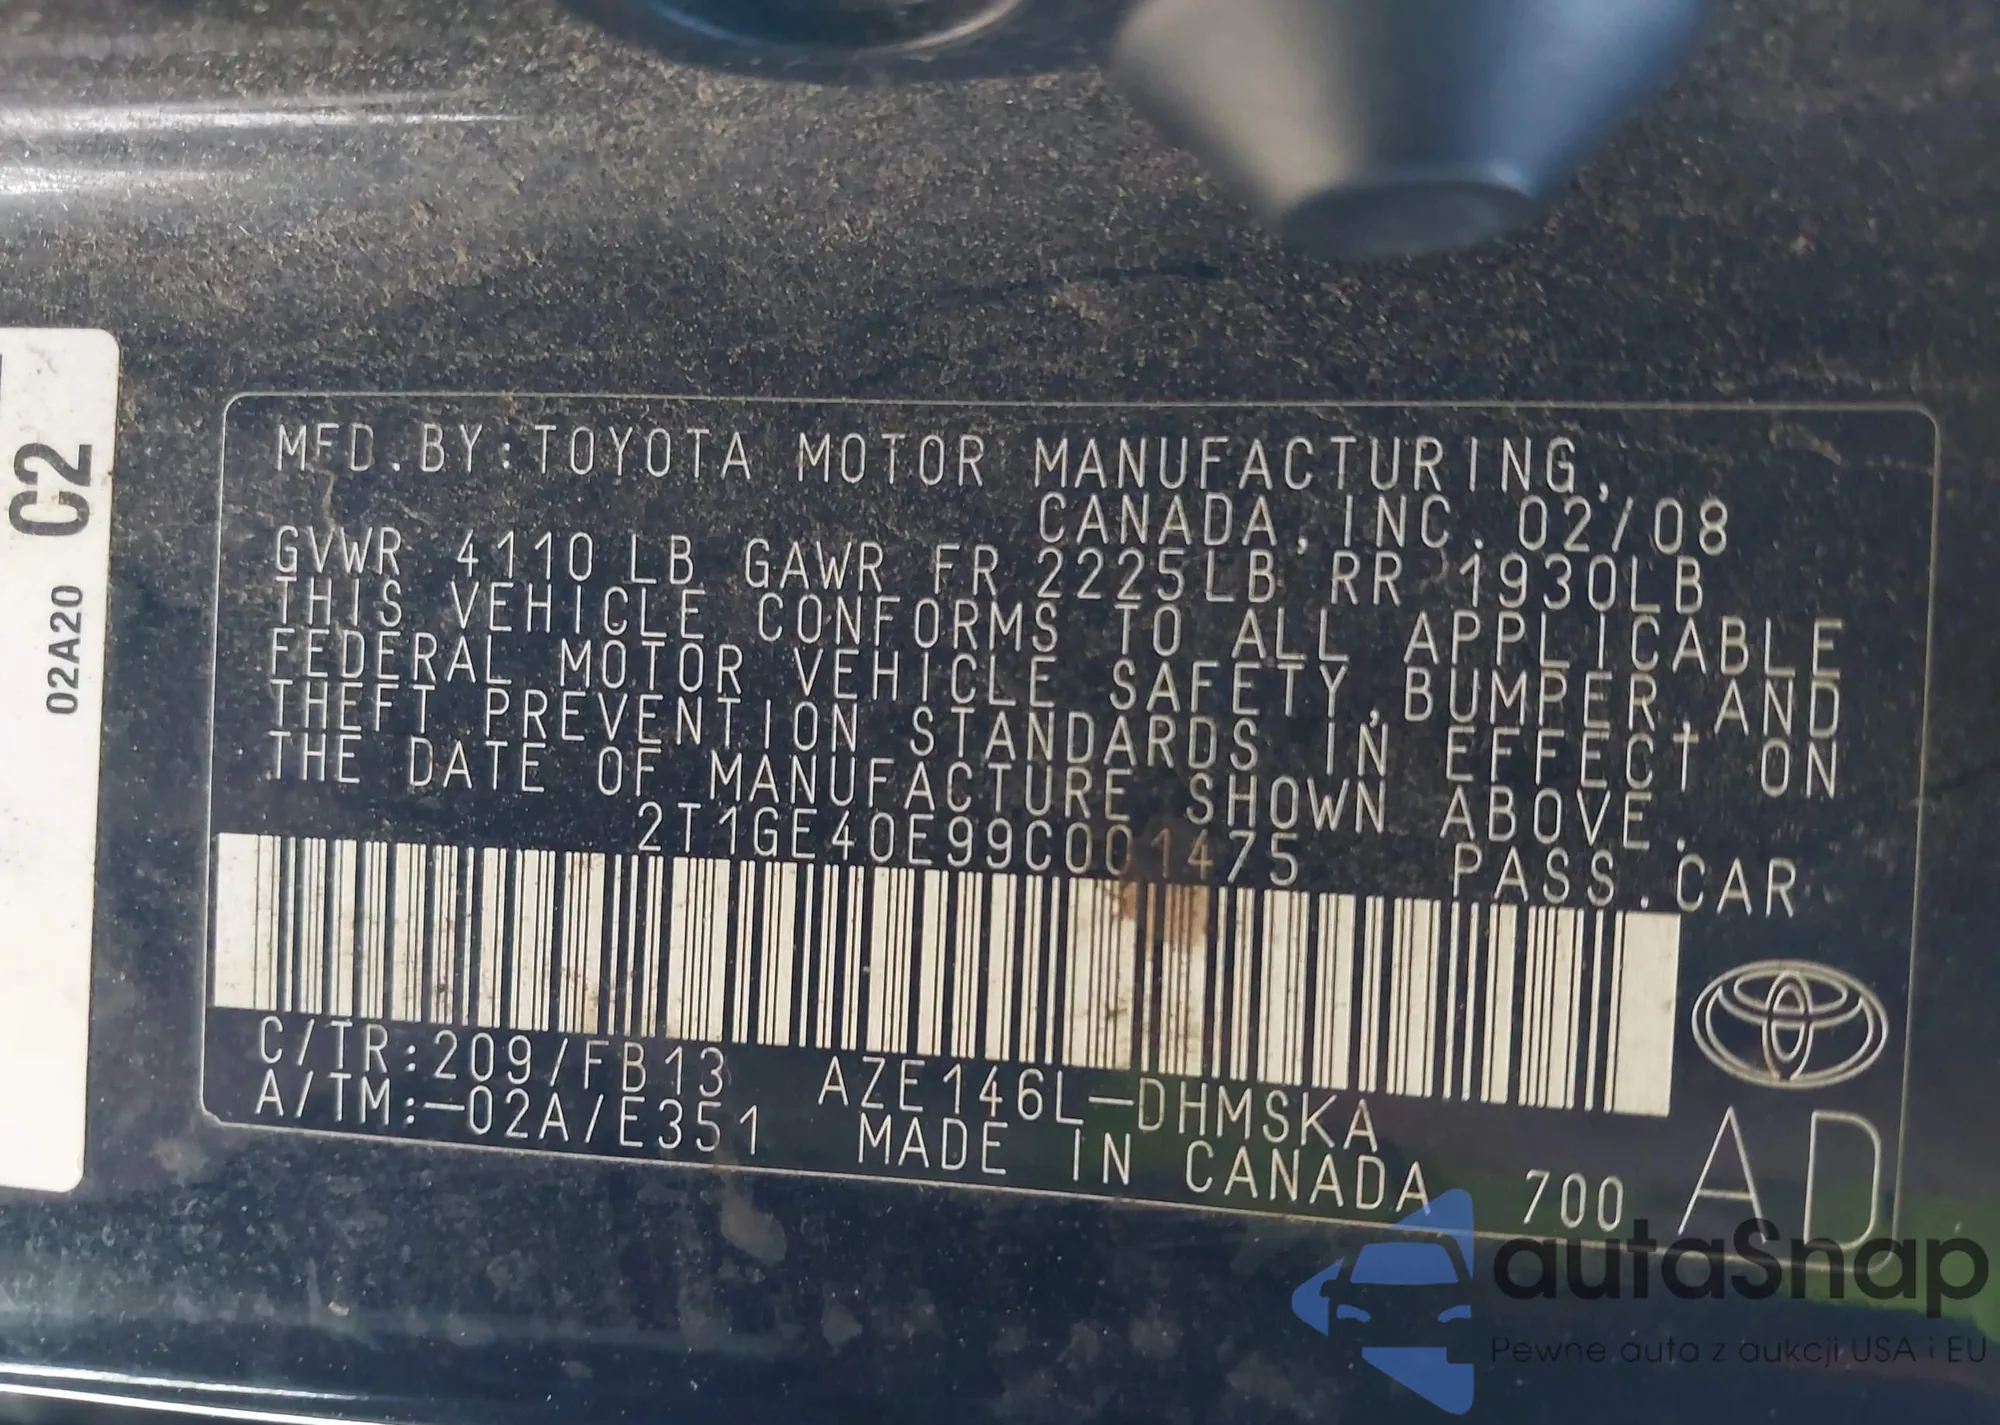 C2
02A20
MFD.BY:TOYOTA MOTOR MANUFACTURING,
CANADA,INC.02/08
GVWR 4110 LB GAWR FR 2225LB RR 1930LB
THIS VEHICLE CONFORMS TO ALL APPLICABLE
FEDERAL MOTOR VEHICLE SAFETY,BUMPER,AND
THEFT PREVENTION STANDARDS IN EFFECT ON
THE DATE OF MANUFACTURE SHOWN ABOVE.
2T1GE40E99C001475 PASS.CAR
C/TR:209/FB13 AZE146L-DHMSKA
A/TM:-02A/E351 MADE IN CANADA 700 AD
autaSnap
Pewne auta z aukcji USA i EU